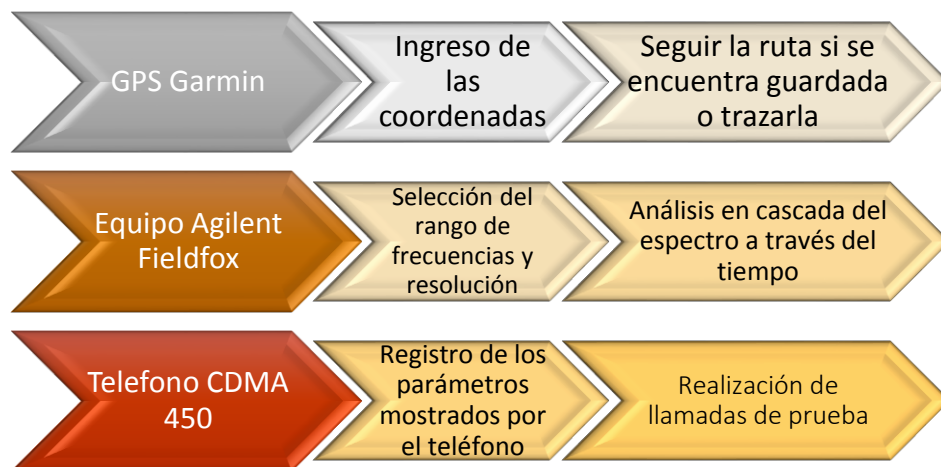 GPS Garmin
Ingreso de
las
coordenadas
Seguir la ruta si se
encuentra guardada
o trazarla
Equipo Agilent
Fieldfox
Selección del
rango de
frecuencias y
resolución
Análisis en cascada del
espectro a través del
tiempo
Telefono CDMA
450
Registro de los
parámetros
mostrados por
el teléfono
Realización de
llamadas de prueba